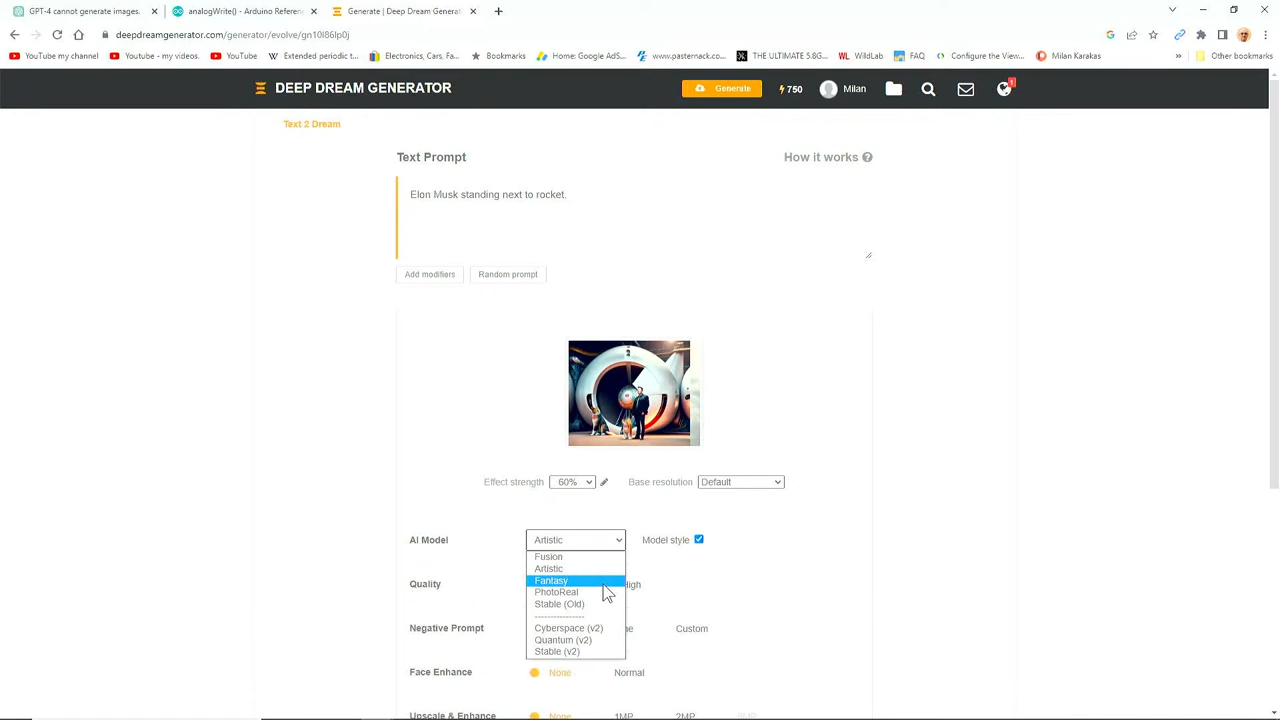 GPT-4 cannot generate images.
analogWrite() - Arduino Referen
Generate | Deep Dream Generat
deepdreamgenerator.com/generator/evolve/gn10l86lp0j
YouTube my channel
YouTube - my videos.
YouTube
Extended periodic t...
Electronics, Cars, Fa...
Bookmarks
Home: Google AdS...
www.pasternack.co...
THE ULTIMATE 5.8G...
WifiLab
FAQ
Configure the View...
Milan Karakas
»
Other bookmarks
DEEP DREAM GENERATOR
Generate
750
Milan
1
Text 2 Dream
Text Prompt
How it works
Elon Musk standing next to rocket.
Add modifiers
Random prompt
Effect strength
60%
Base resolution
Default
AI Model
Artistic
Model style
Fusion
Artistic
Fantasy
PhotoReal
Stable (Old)
----------------
Cyberspace (v2)
Quantum (v2)
Stable (v2)
Quality
Negative Prompt
Custom
Face Enhance
None
Normal
Upscale & Enhance
None
1MP
2MP